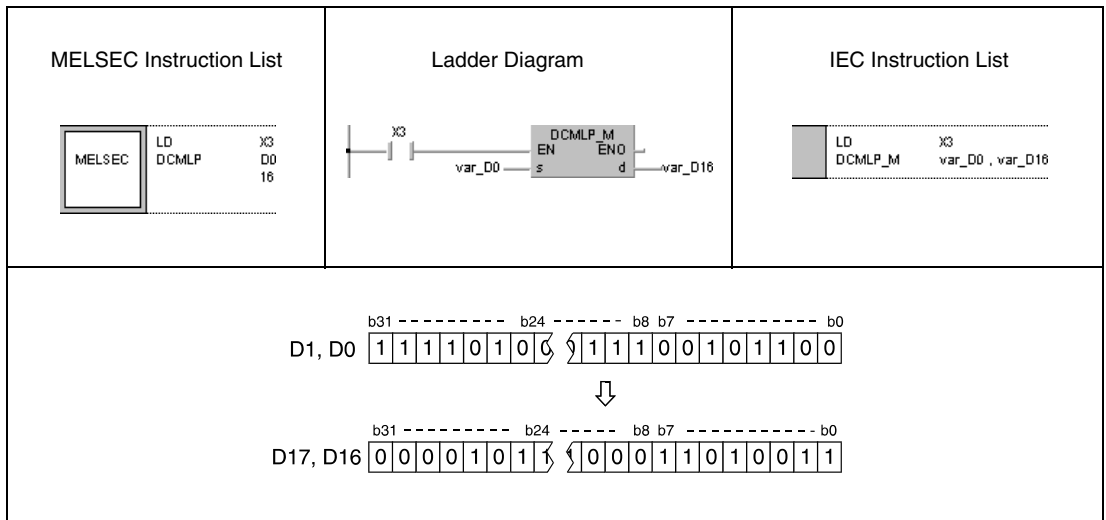 MELSEC Instruction List
Ladder Diagram
IEC Instruction List
MELSEC
LD X3
DCMLP D0
16
X3
DCMLP_M
EN ENO
var_D0 s d var_D16
LD X3
DCMLP_M var_D0 , var_D16
b31 b24 b8 b7 b0
D1, D0 1 1 1 1 0 1 0 0 0 1 1 1 0 0 1 0 1 1 0 0
b31 b24 b8 b7 b0
D17, D16 0 0 0 0 1 0 1 1 1 0 0 0 1 1 0 1 0 0 1 1